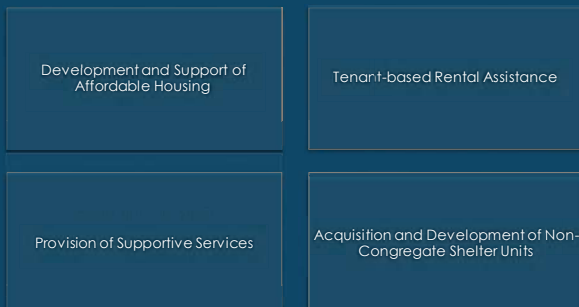 Development and Support of
Affordable Housing
Tenant-based Rental Assistance
Provision of Supportive Services
Acquisition and Development of Non-
Congregate Shelter Units